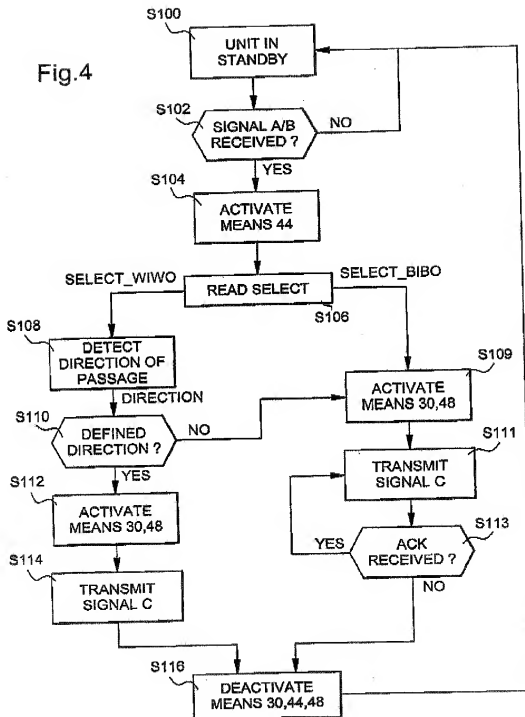 Fig.4
S100
UNIT IN
STANDBY
S102
SIGNAL A/B
RECEIVED ?
NO
YES
S104
ACTIVATE
MEANS 44
SELECT_WIWO
READ SELECT
SELECT_BIBO
S106
S108
DETECT
DIRECTION OF
PASSAGE
DIRECTION
S109
ACTIVATE
MEANS 30,48
S110
DEFINED
DIRECTION ?
NO
YES
S111
TRANSMIT
SIGNAL C
S112
ACTIVATE
MEANS 30,48
S113
ACK
RECEIVED ?
YES
NO
S114
TRANSMIT
SIGNAL C
S116
DEACTIVATE
MEANS 30,44,48